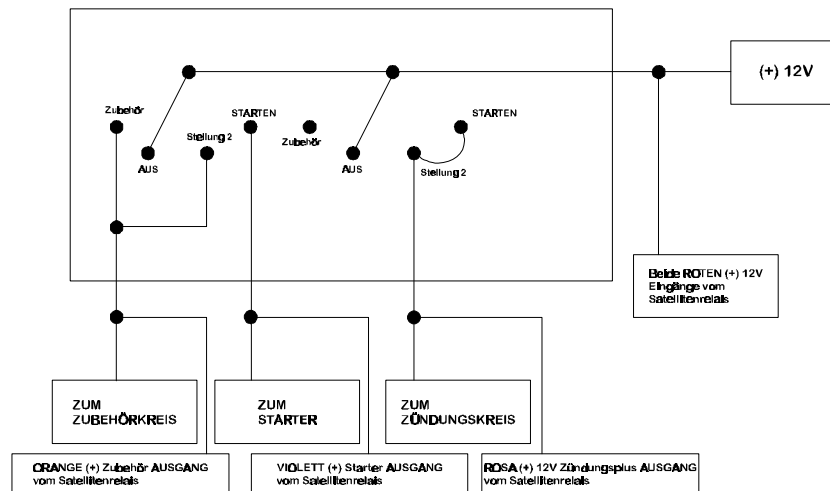 (+) 12V
Zubehör
STARTEN
STARTEN
Stellung 2
Zubehör
AUS
AUS
Stellung 2
Beide ROTEN (+) 12V
Eingänge vom
Satellitenrelais
ZUM
ZUBEHÖRKREIS
ZUM
STARTER
ZUM
ZÜNDUNGSKREIS
ORANGE (+) Zubehör AUSGANG
vom Satellitenrelais
VIOLETT (+) Starter AUSGANG
vom Satellitenrelais
ROSA (+) 12V Zündungsplus AUSGANG
vom Satellitenrelais